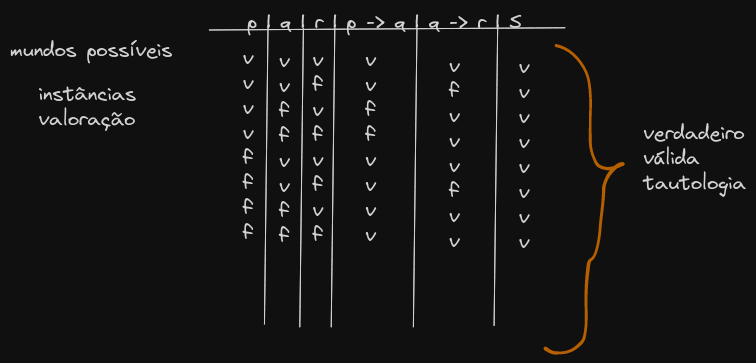 p | q | r | p -> q | q -> r | S
mundos possíveis
instâncias
valoração
v v v v v v
v v f v f v
v f v f v v
v f f f v v
f v v v v v
f v f v f v
f f v v v v
f f f v v v
verdadeiro
válida
tautologia